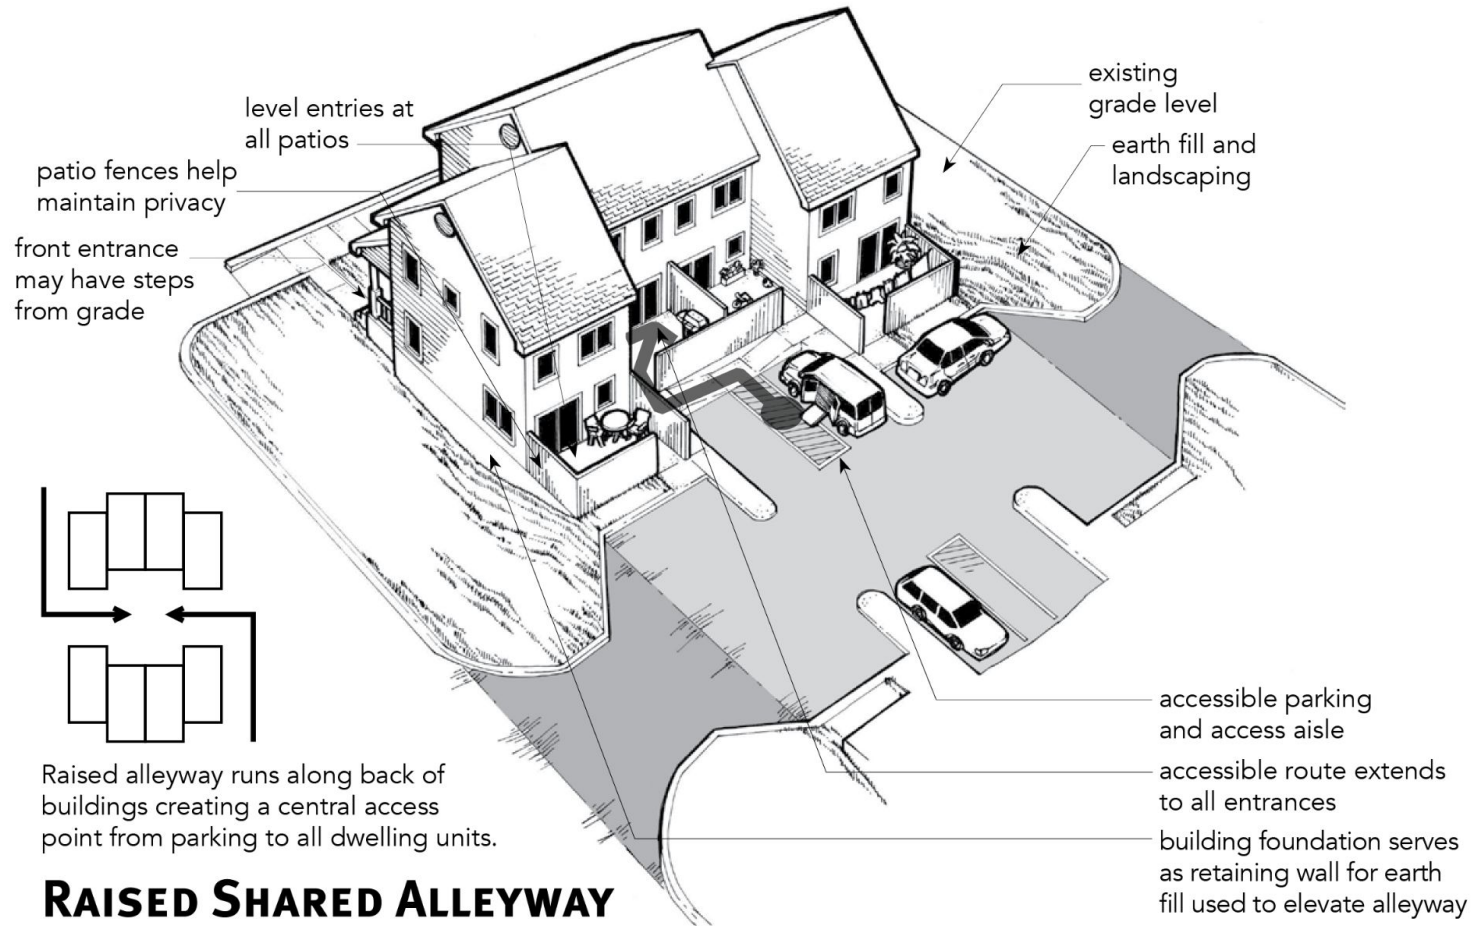 level entries at
all patios
patio fences help
maintain privacy
front entrance
may have steps
from grade
existing
grade level
earth fill and
landscaping
accessible parking
and access aisle
accessible route extends
to all entrances
building foundation serves
as retaining wall for earth
fill used to elevate alleyway
Raised alleyway runs along back of
buildings creating a central access
point from parking to all dwelling units.
RAISED SHARED ALLEYWAY